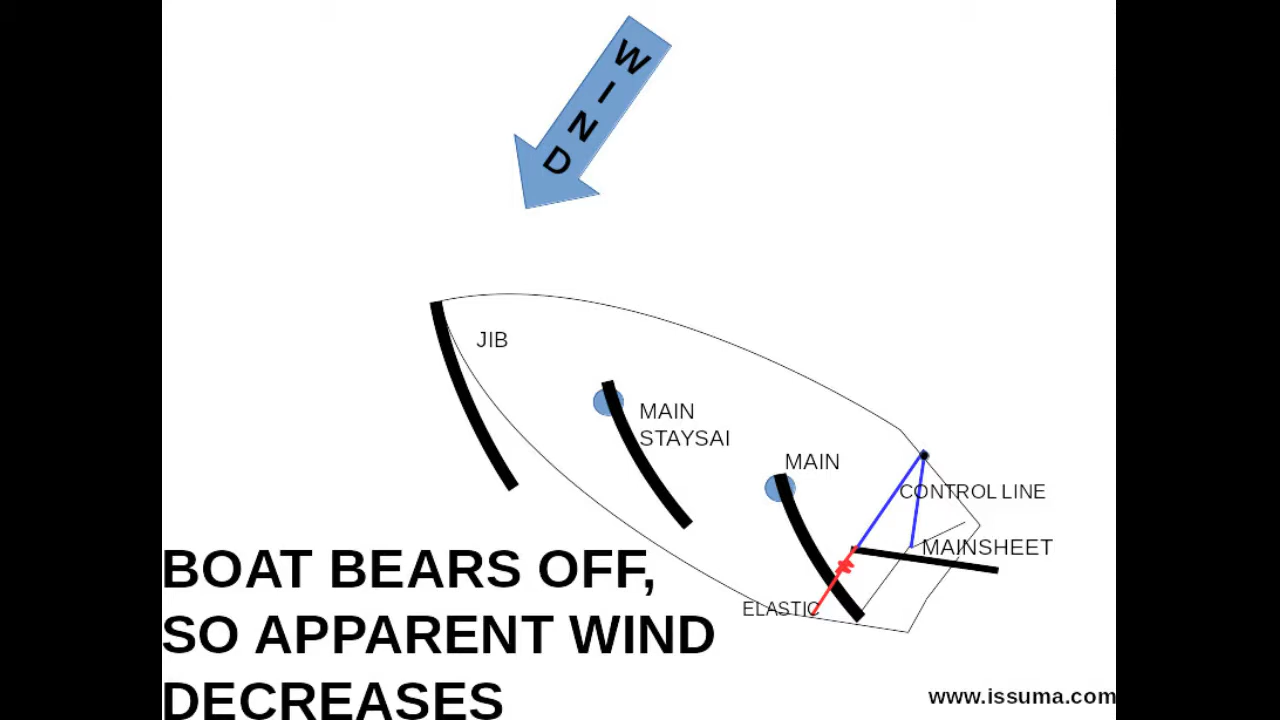 WIND
JIB
MAIN
STAYSAI
MAIN
CONTROL LINE
MAINSHEET
ELASTIC
BOAT BEARS OFF,
SO APPARENT WIND
DECREASES
www.issuma.com